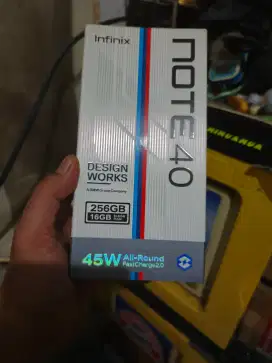 Infinix
NOTE 40
DESIGN
WORKS
256GB
16GB
45W All-Round
FastCharge2.0